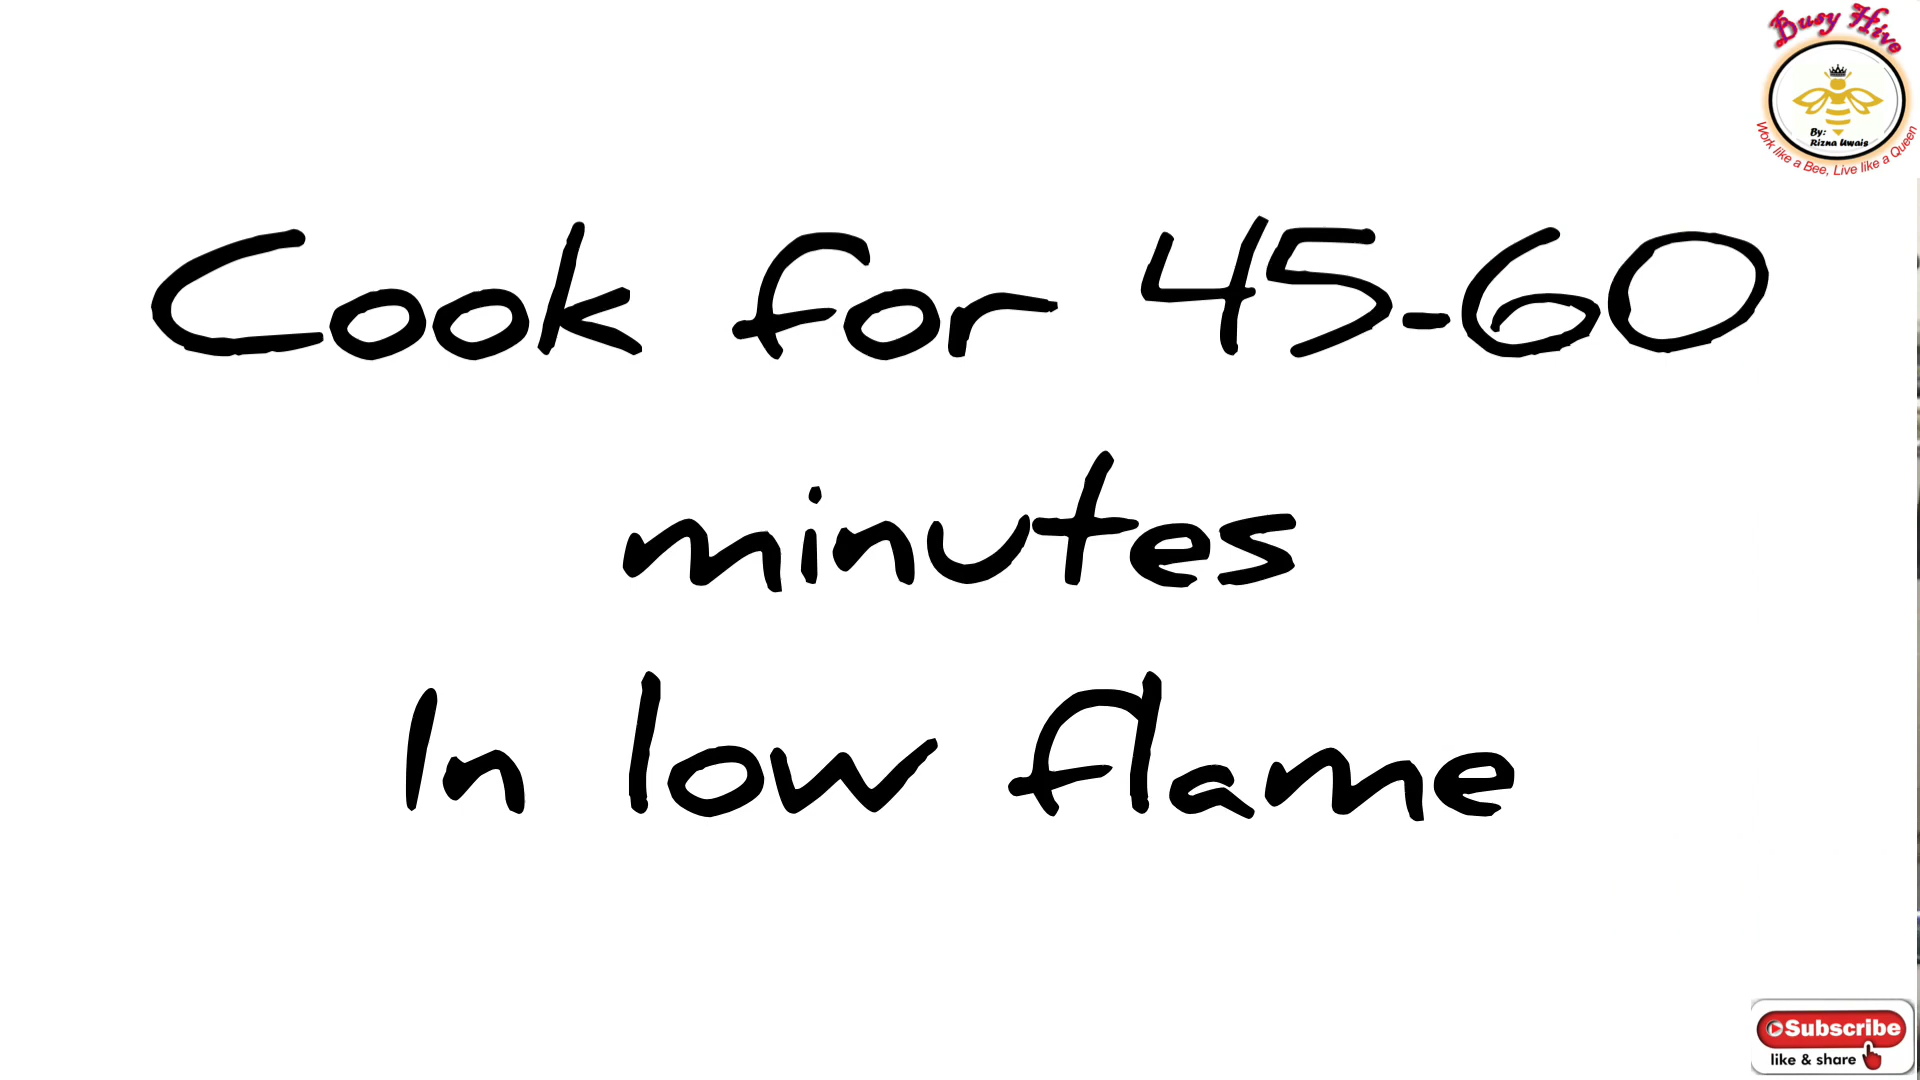 Busy Hive
By:
Rizna Uwais
Work like a Bee, Live like a Queen
Cook for 45-60
minutes
In low flame
Subscribe
like & share